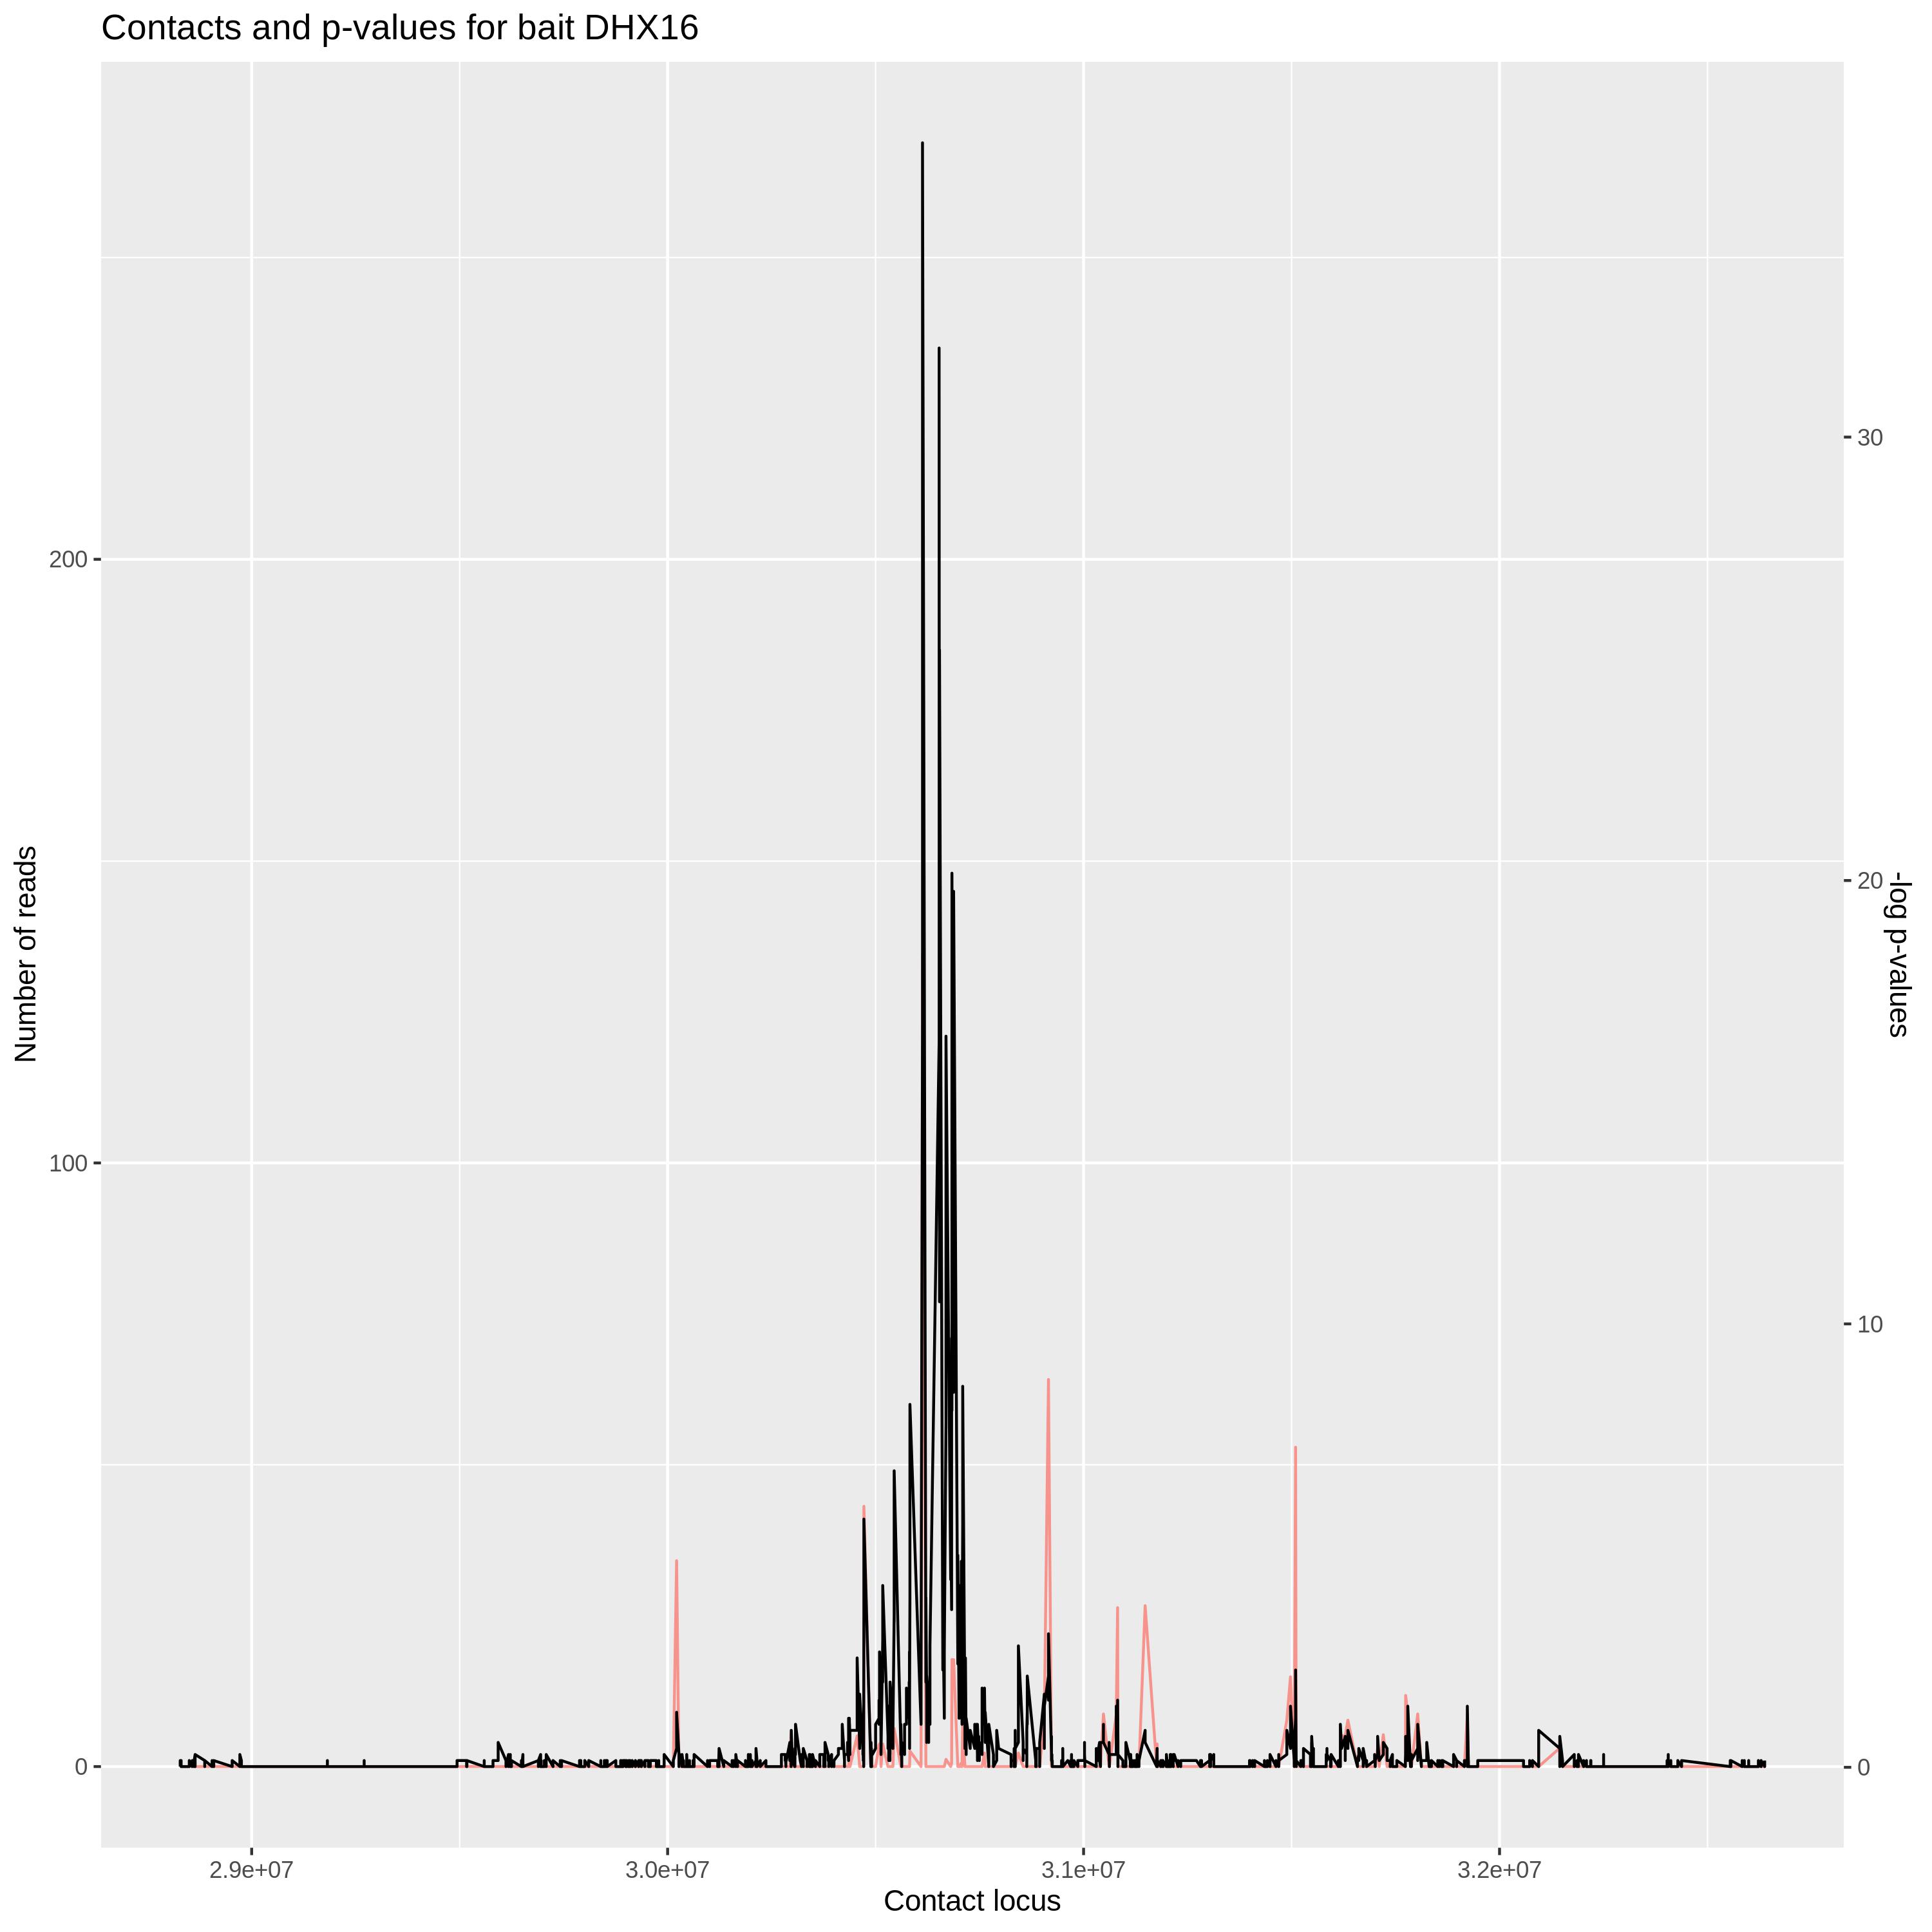 Contacts and p-values for bait DHX16
Number of reads
200
100
0
30
20
10
0
-log p-values
2.9e+07
3.0e+07
3.1e+07
3.2e+07
Contact locus